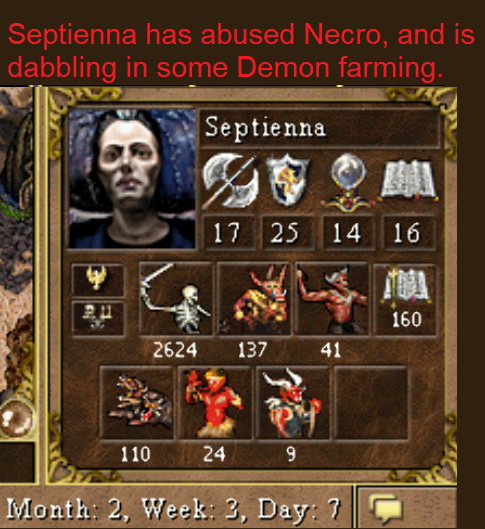 Septienna has abused Necro, and is
dabbling in some Demon farming.
Septienna
17 25 14 16
160
2624 137 41
110 24 9
Month: 2, Week: 3, Day: 7